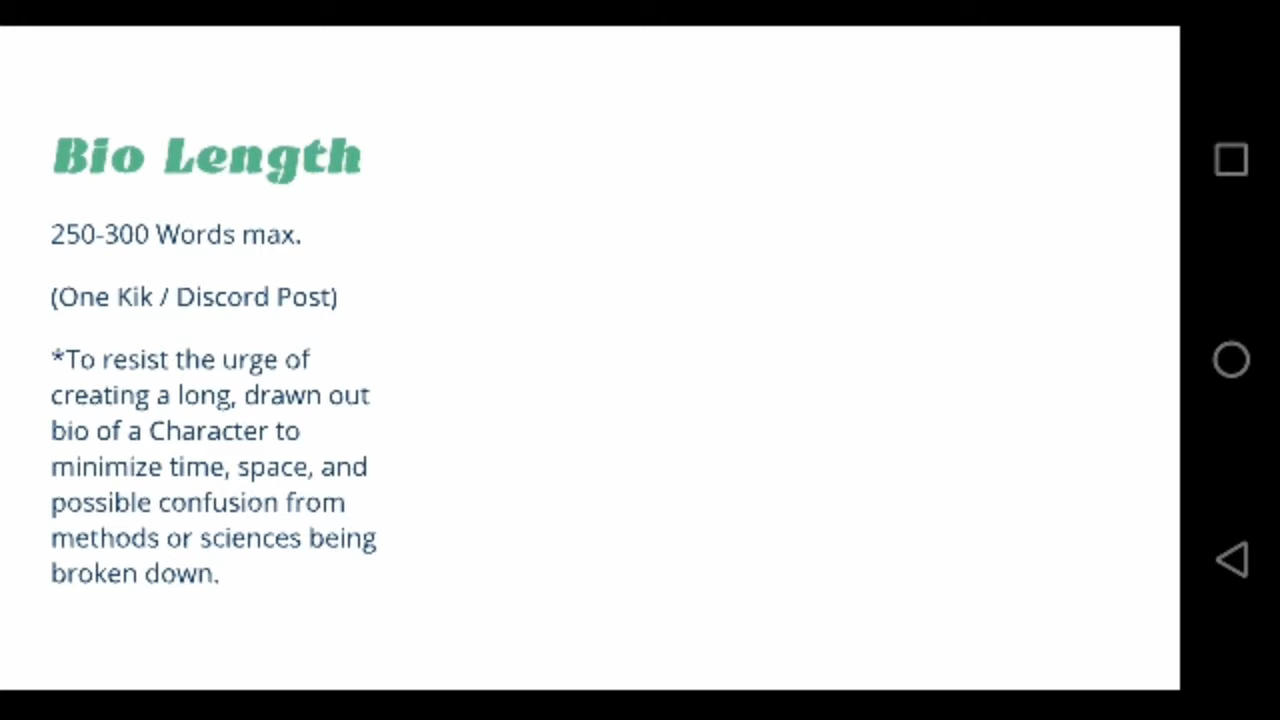 Bio Length
250-300 Words max.
(One Kik / Discord Post)
*To resist the urge of
creating a long, drawn out
bio of a Character to
minimize time, space, and
possible confusion from
methods or sciences being
broken down.